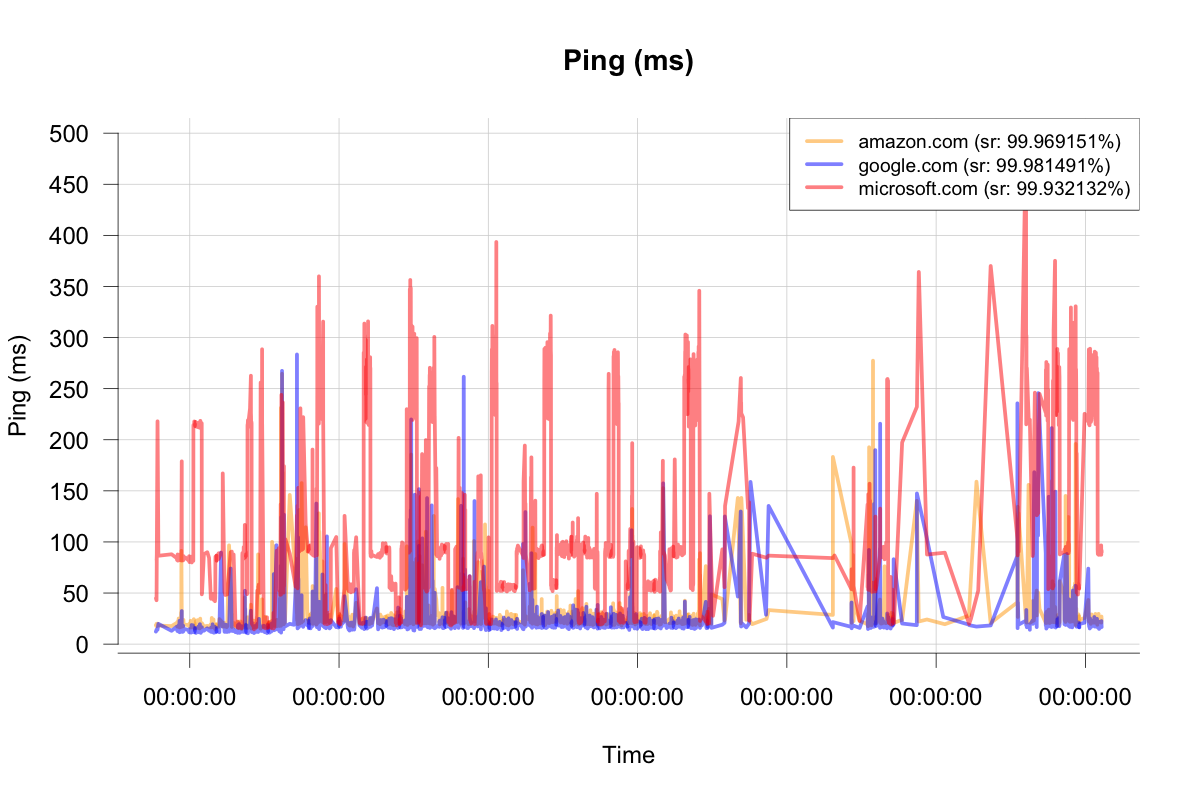 Ping (ms)
amazon.com (sr: 99.969151%)
google.com (sr: 99.981491%)
microsoft.com (sr: 99.932132%)
500
450
400
350
300
250
200
150
100
50
0
Ping (ms)
00:00:00 00:00:00 00:00:00 00:00:00 00:00:00 00:00:00 00:00:00
Time